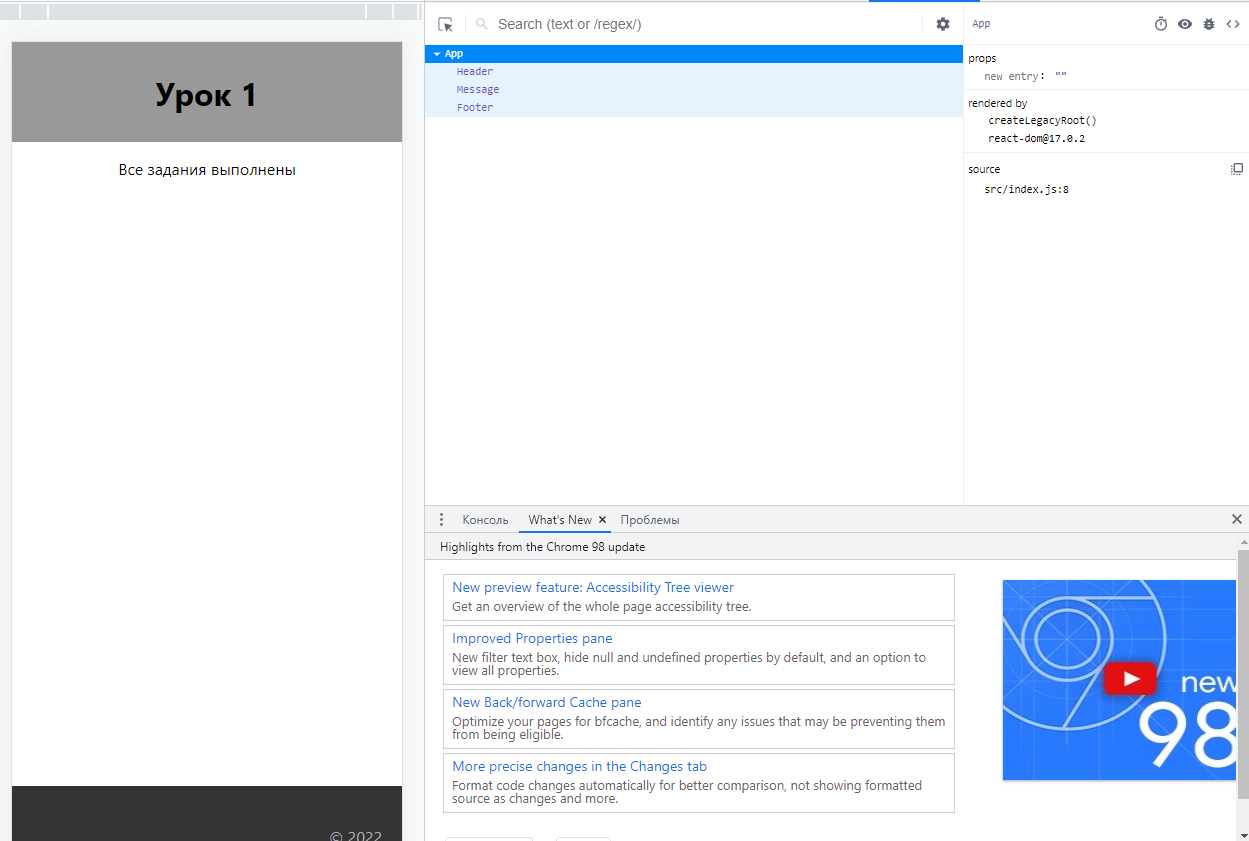 Урок 1
Все задания выполнены
© 2022
Search (text or /regex/)
App
Header
Message
Footer
App
props
new entry: ""
rendered by
createLegacyRoot()
react-dom@17.0.2
source
src/index.js:8
Консоль What's New Проблемы
Highlights from the Chrome 98 update
New preview feature: Accessibility Tree viewer
Get an overview of the whole page accessibility tree.
Improved Properties pane
New filter text box, hide null and undefined properties by default, and an option to
view all properties.
New Back/forward Cache pane
Optimize your pages for bfcache, and identify any issues that may be preventing them
from being eligible.
More precise changes in the Changes tab
Format code changes automatically for better comparison, not showing formatted
source as changes and more.
new
98